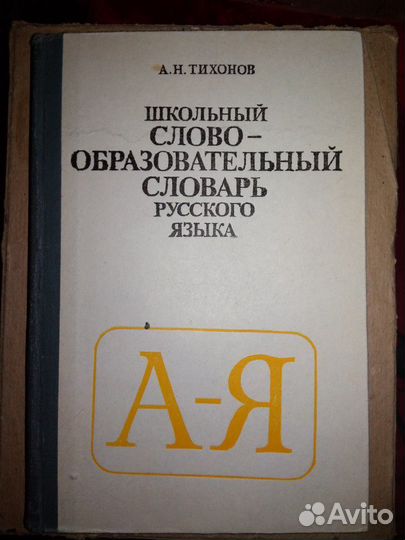 А.Н.ТИХОНОВ
ШКОЛЬНЫЙ
СЛОВО-
ОБРАЗОВАТЕЛЬНЫЙ
СЛОВАРЬ
РУССКОГО
ЯЗЫКА
А-Я
Avito